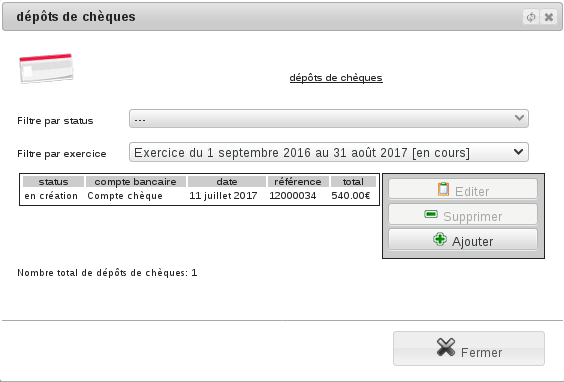 dépôts de chèques
dépôts de chèques
Filtre par status
---
Filtre par exercice
Exercice du 1 septembre 2016 au 31 août 2017 [en cours]
status compte bancaire date référence total
en création Compte chèque 11 juillet 2017 12000034 540.00€
Editer
Supprimer
Ajouter
Nombre total de dépôts de chèques: 1
Fermer